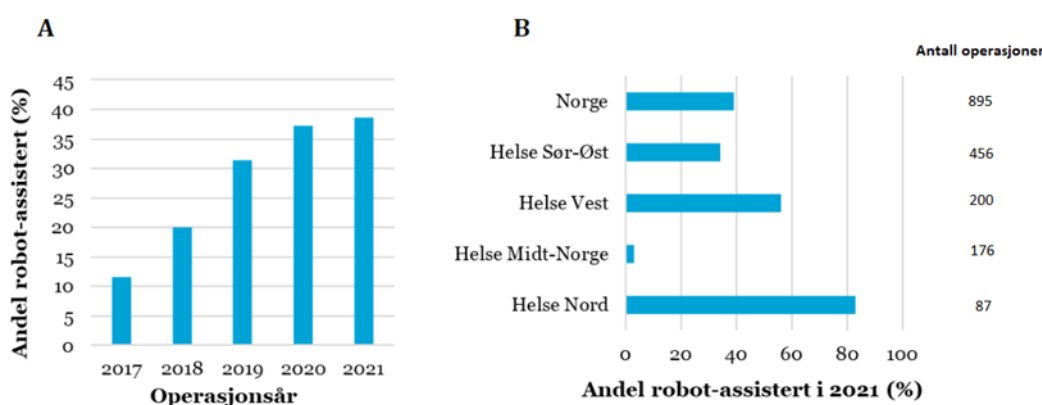 A
45
40
35
30
25
20
15
10
5
0
Andel robot-assistert (%)
2017 2018 2019 2020 2021
Operasjonsår
B
Antall operasjoner
Norge 895
Helse Sør-Øst 456
Helse Vest 200
Helse Midt-Norge 176
Helse Nord 87
0 20 40 60 80 100
Andel robot-assistert i 2021 (%)